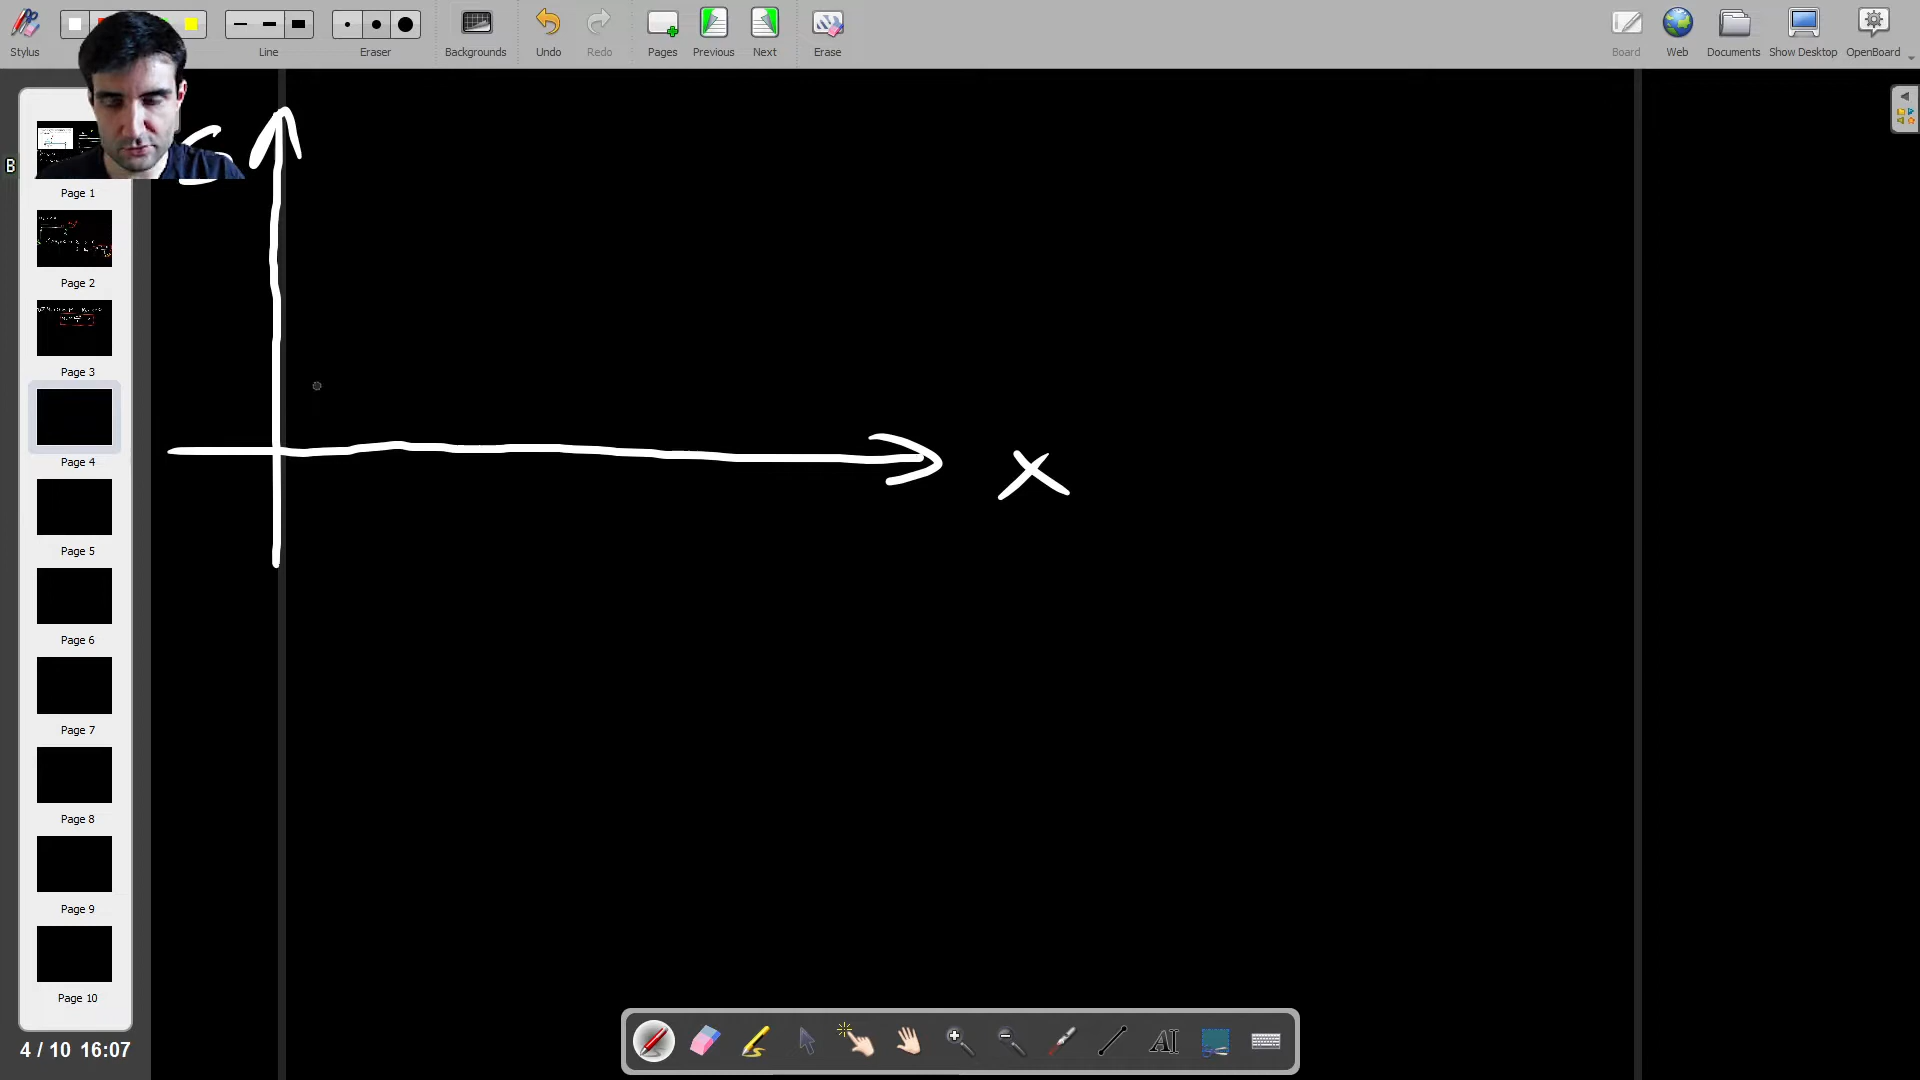 Stylus
Line
Eraser
Backgrounds
Undo
Redo
Pages
Previous
Next
Erase
Board
Web
Documents
Show Desktop
OpenBoard
B
Page 1
Page 2
Page 3
Page 4
Page 5
Page 6
Page 7
Page 8
Page 9
Page 10
x
4 / 10 16:07
AI